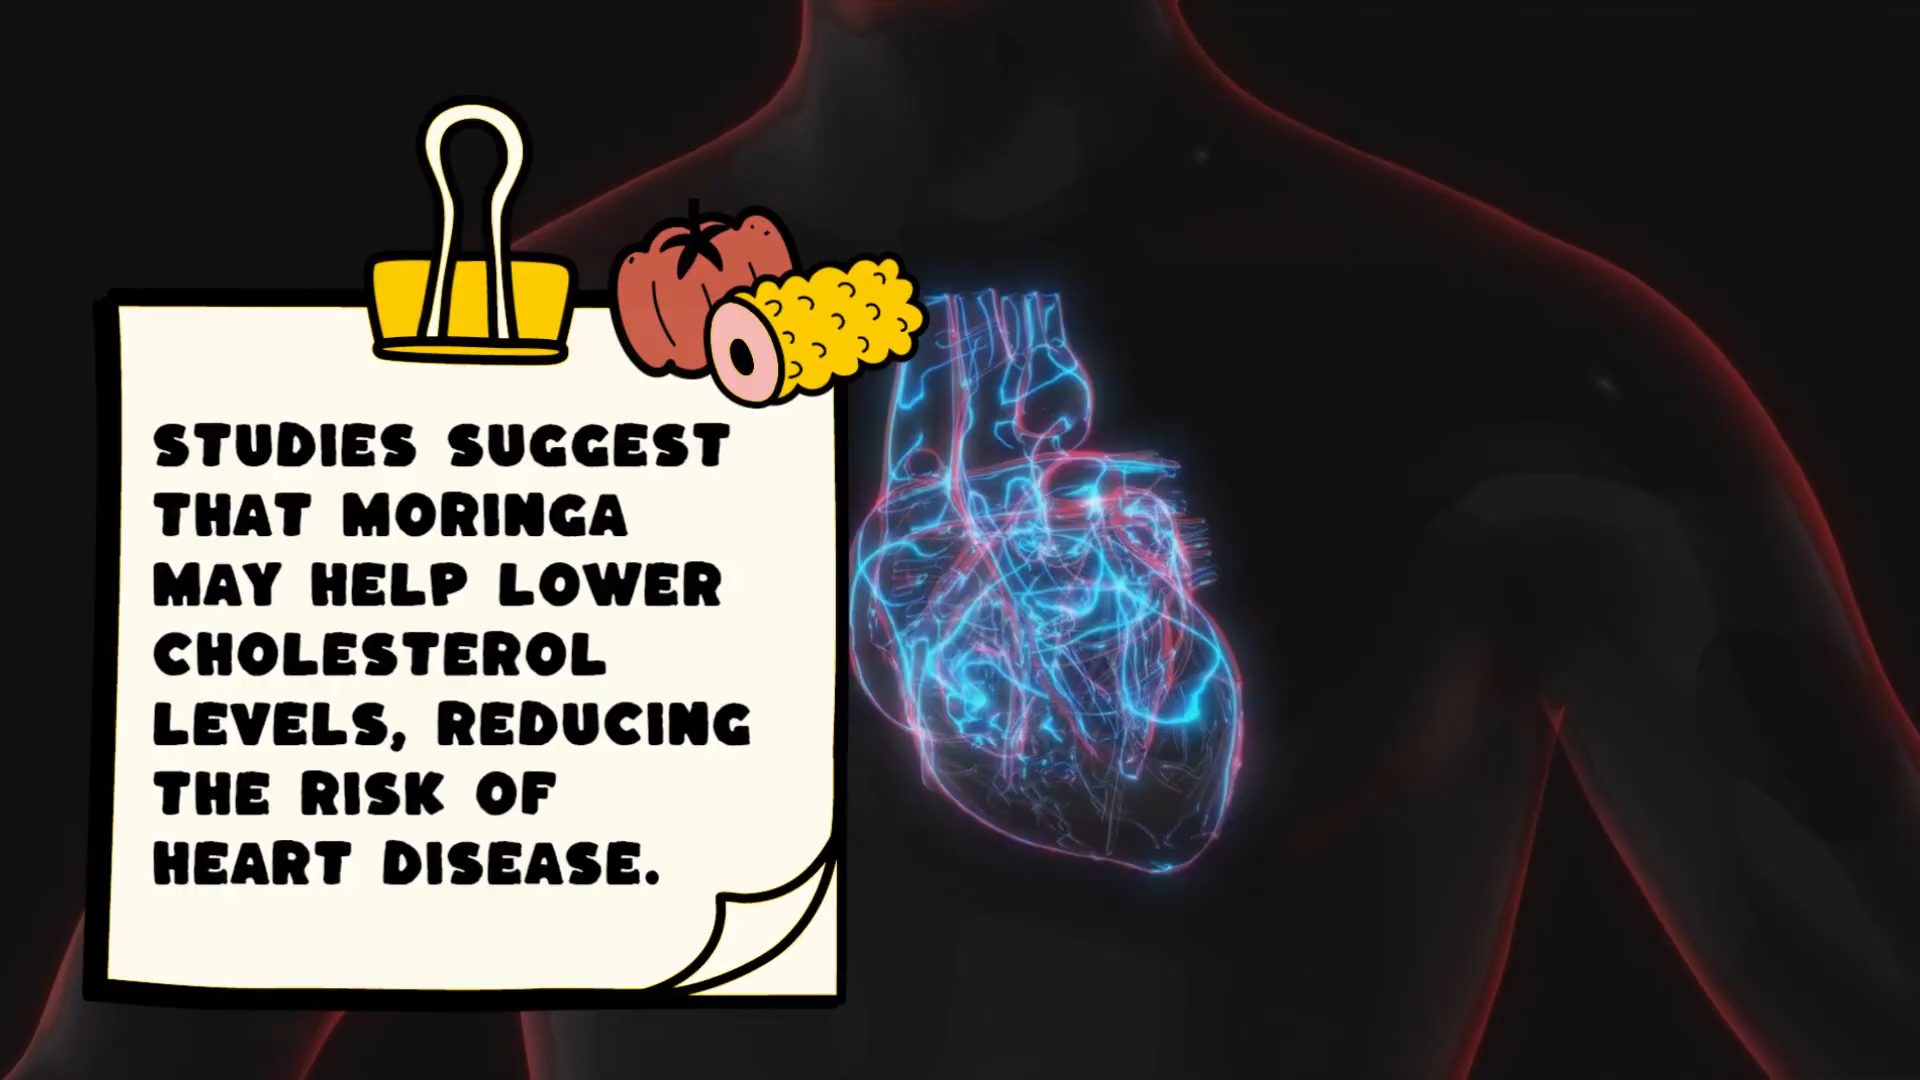 STUDIES SUGGEST
THAT MORINGA
MAY HELP LOWER
CHOLESTEROL
LEVELS, REDUCING
THE RISK OF
HEART DISEASE.